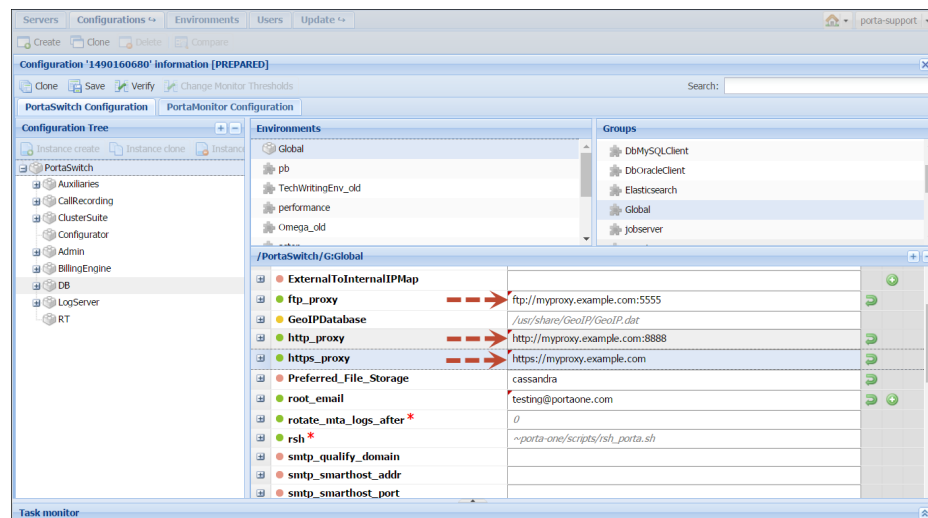 Servers Configurations Environments Users Update porta-support
Create Clone Delete Compare
Configuration '1490160680' information [PREPARED]
Clone Save Verify Change Monitor Thresholds Search:
PortaSwitch Configuration PortaMonitor Configuration
Configuration Tree
Instance create Instance clone Instanc
PortaSwitch
Auxiliaries
CallRecording
ClusterSuite
Configurator
Admin
BillingEngine
DB
LogServer
RT
Environments
Global
pb
TechWritingEnv_old
performance
Omega_old
Groups
DbMySQLClient
DbOracleClient
Elasticsearch
Global
jobserver
/PortaSwitch/G:Global
ExternalToInternalIPMap
ftp_proxy ftp://myproxy.example.com:5555
GeoIPDatabase /usr/share/GeoIP/GeoIP.dat
http_proxy http://myproxy.example.com:8888
https_proxy https://myproxy.example.com
Preferred_File_Storage cassandra
root_email testing@portaone.com
rotate_mta_logs_after * 0
rsh * ~porta-one/scripts/rsh_porta.sh
smtp_qualify_domain
smtp_smarthost_addr
smtp_smarthost_port
Task monitor